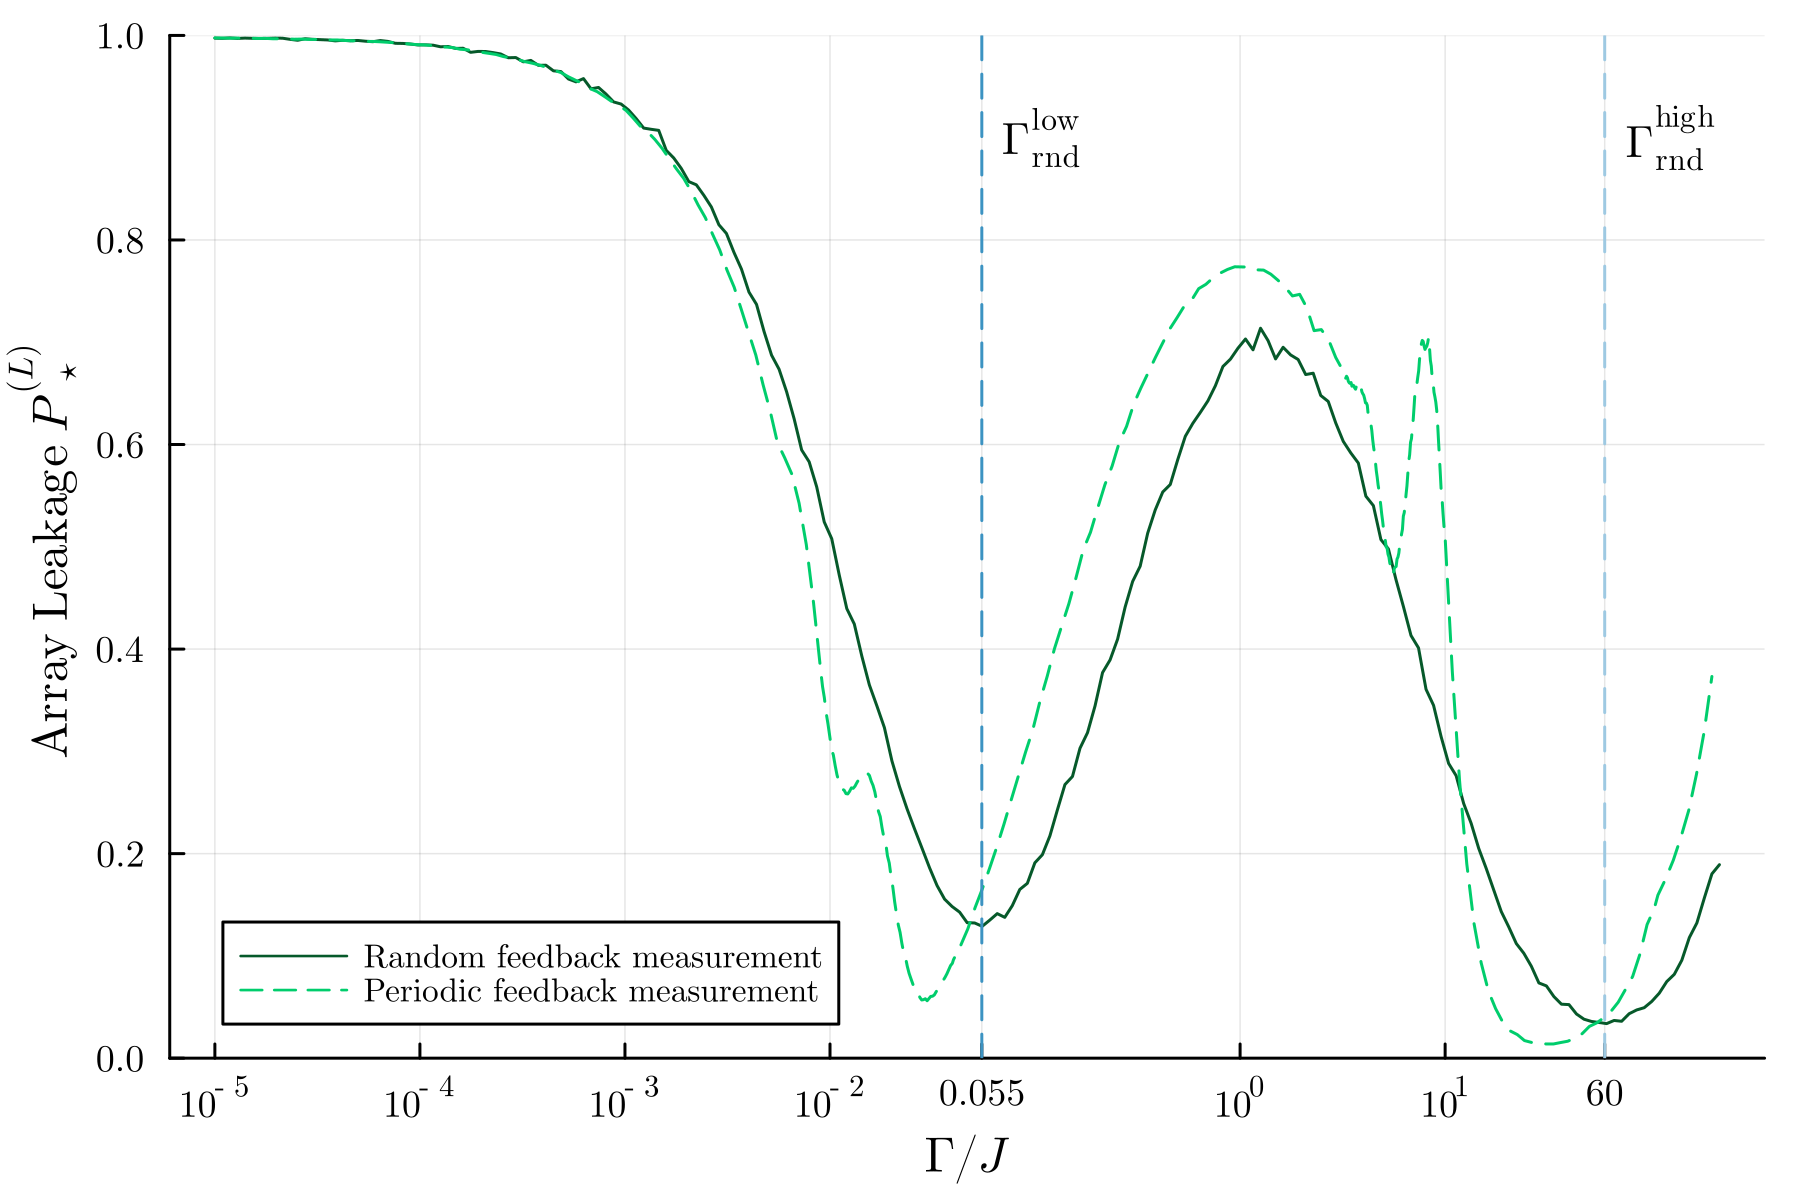 Array Leakage P⋆^(L)
1.0
0.8
0.6
0.4
0.2
0.0
Γ_rnd^low
Γ_rnd^high
Random feedback measurement
Periodic feedback measurement
10^-5 10^-4 10^-3 10^-2 0.055 10^0 10^1 60
Γ/J